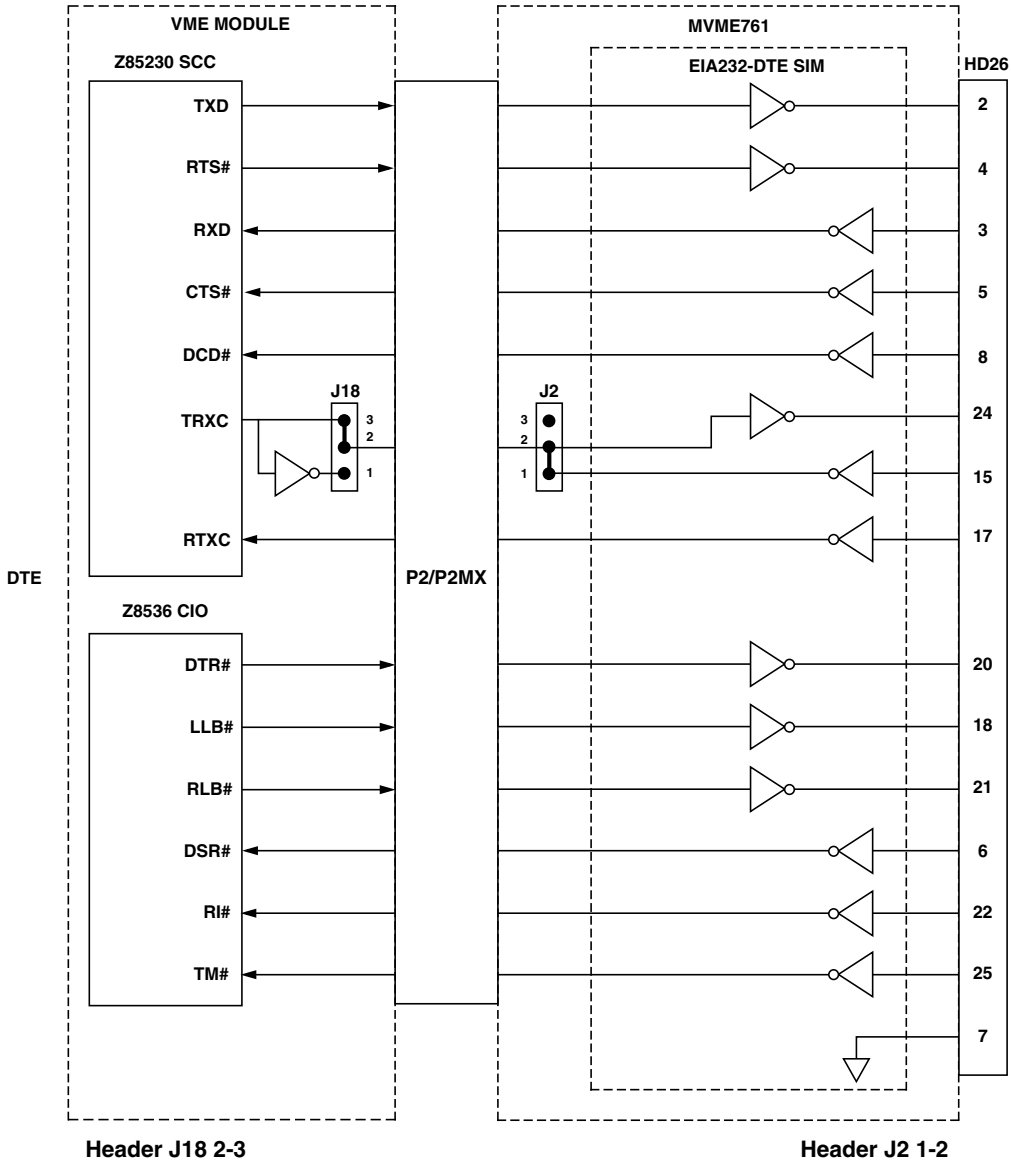 VME MODULE
MVME761
Z85230 SCC
EIA232-DTE SIM
HD26
TXD
2
RTS#
4
RXD
3
CTS#
5
DCD#
8
J18
J2
TRXC
3
2
1
3
2
1
24
15
RTXC
17
DTE
P2/P2MX
Z8536 CIO
DTR#
20
LLB#
18
RLB#
21
DSR#
6
RI#
22
TM#
25
7
Header J18 2-3
Header J2 1-2